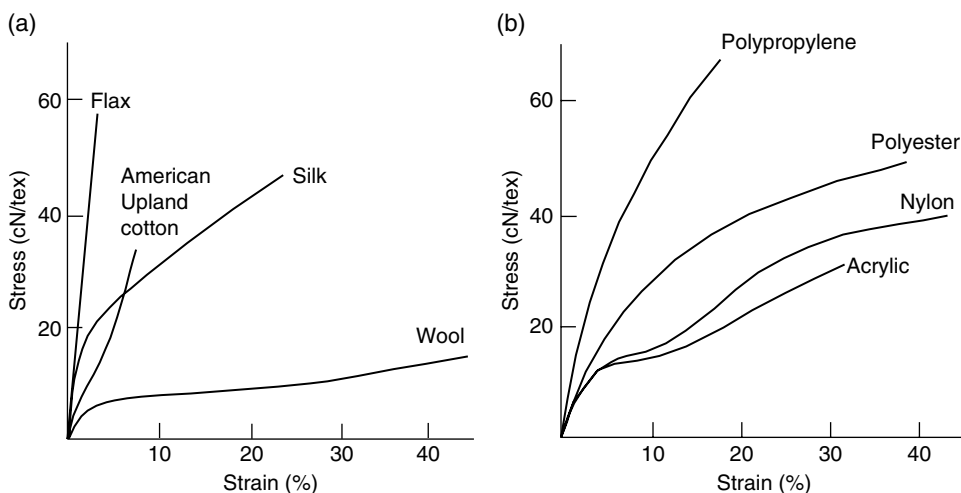 (a)
60
40
20
Stress (cN/tex)
Flax
American
Upland
cotton
Silk
Wool
10
20
30
40
Strain (%)
(b)
60
40
20
Stress (cN/tex)
Polypropylene
Polyester
Nylon
Acrylic
10
20
30
40
Strain (%)